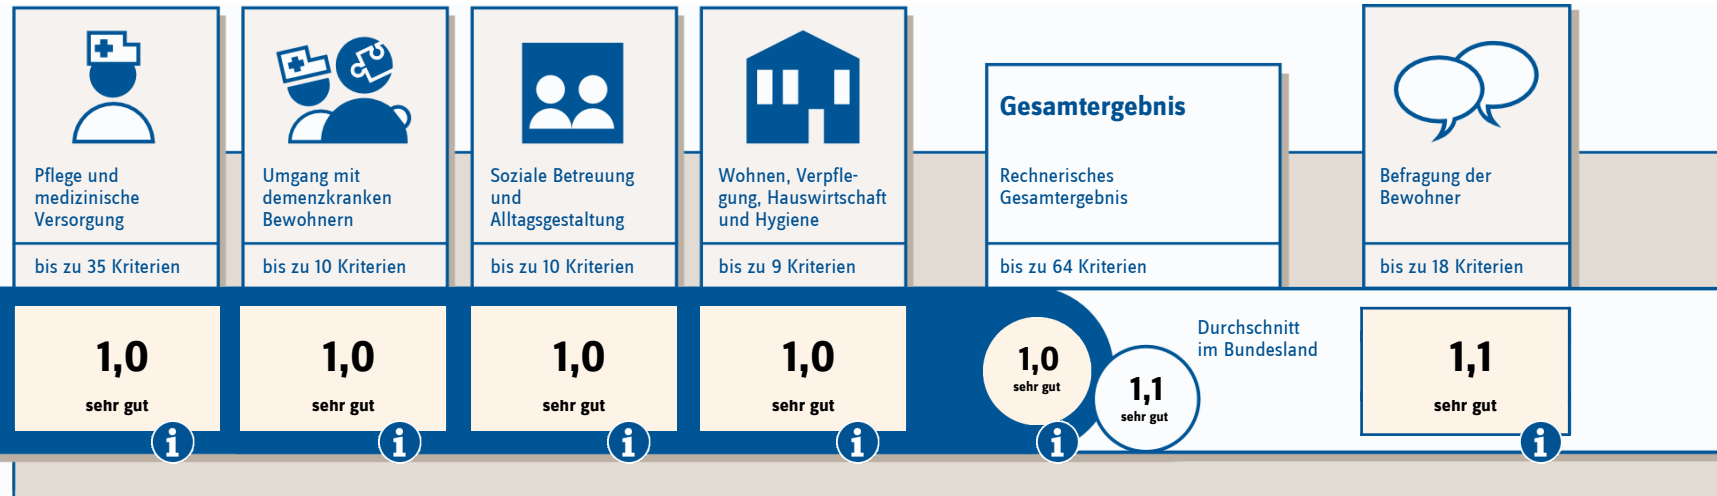 Pflege und
medizinische
Versorgung
bis zu 35 Kriterien
1,0
sehr gut
i
Umgang mit
demenzkranken
Bewohnern
bis zu 10 Kriterien
1,0
sehr gut
i
Soziale Betreuung
und
Alltagsgestaltung
bis zu 10 Kriterien
1,0
sehr gut
i
Wohnen, Verpfle-
gung, Hauswirtschaft
und Hygiene
bis zu 9 Kriterien
1,0
sehr gut
i
Gesamtergebnis
Rechnerisches
Gesamtergebnis
bis zu 64 Kriterien
1,0
sehr gut
i
1,1
sehr gut
Durchschnitt
im Bundesland
Befragung der
Bewohner
bis zu 18 Kriterien
1,1
sehr gut
i